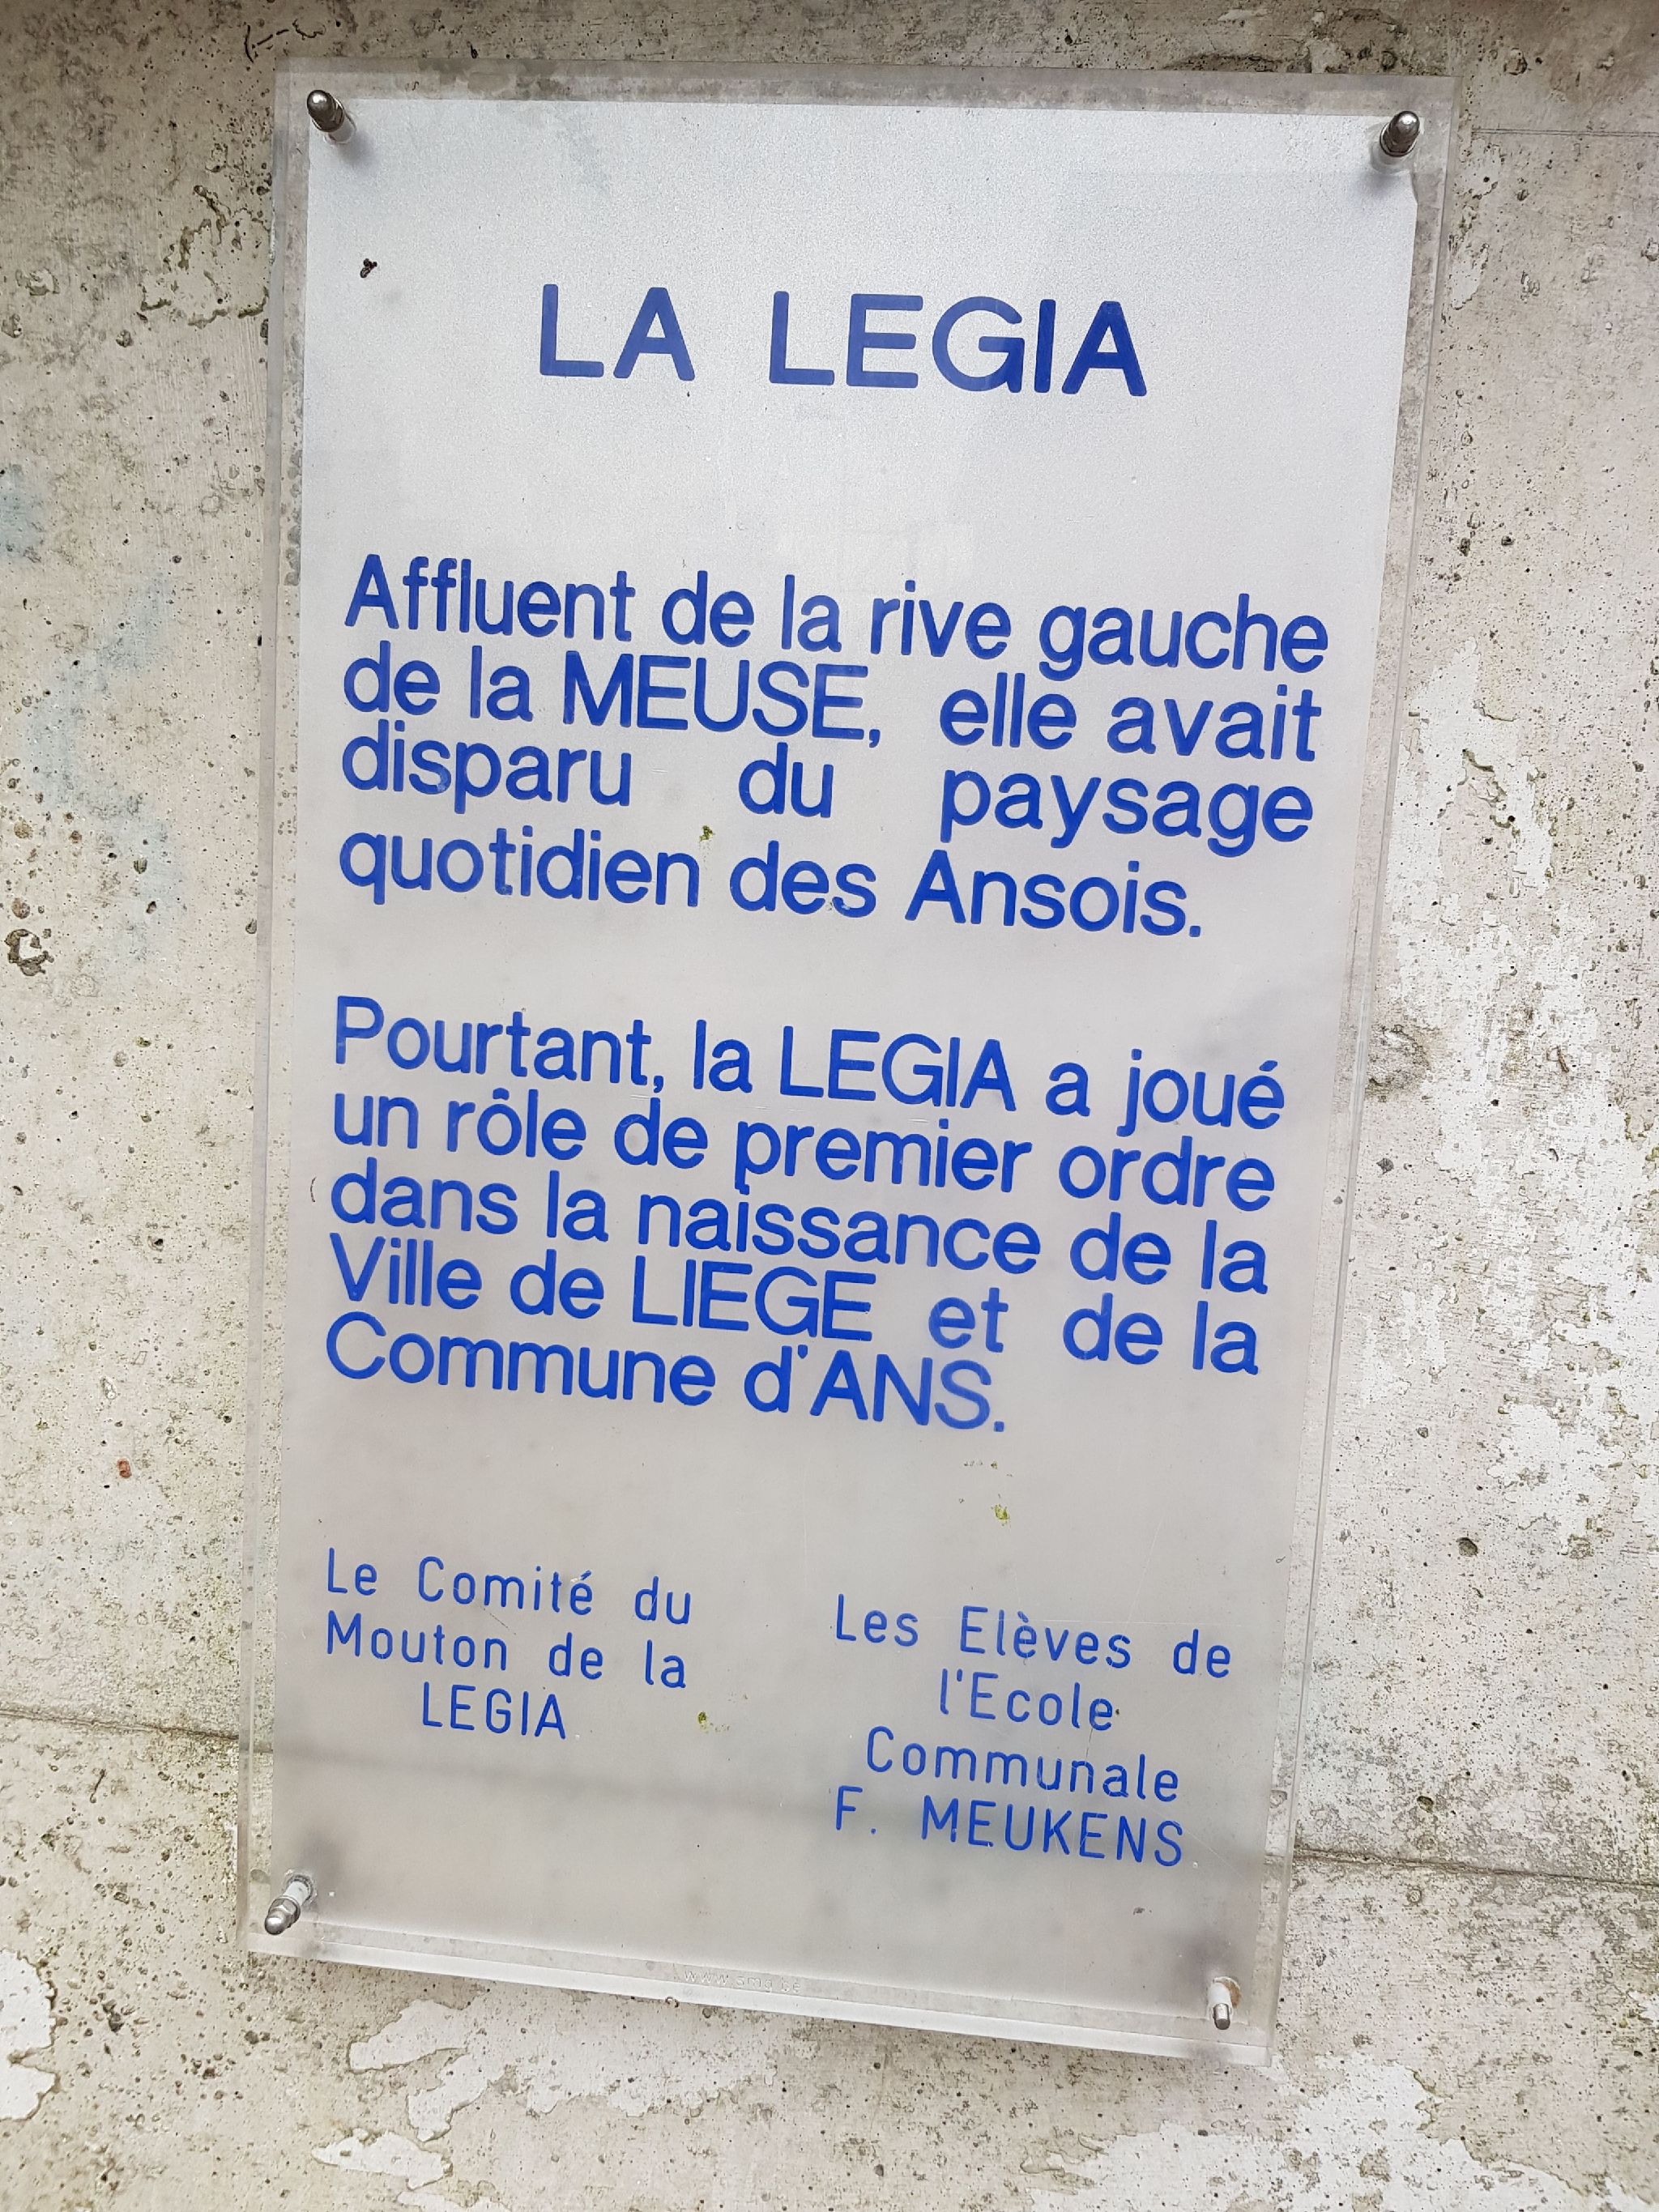 LA LEGIA
Affluent de la rive gauche
de la MEUSE, elle avait
disparu du paysage
quotidien des Ansois.
Pourtant, la LEGIA a joué
un rôle de premier ordre
dans la naissance de la
Ville de LIEGE et de la
Commune d'ANS.
Le Comité du
Mouton de la
LEGIA
Les Elèves de
l'Ecole
Communale
F. MEUKENS